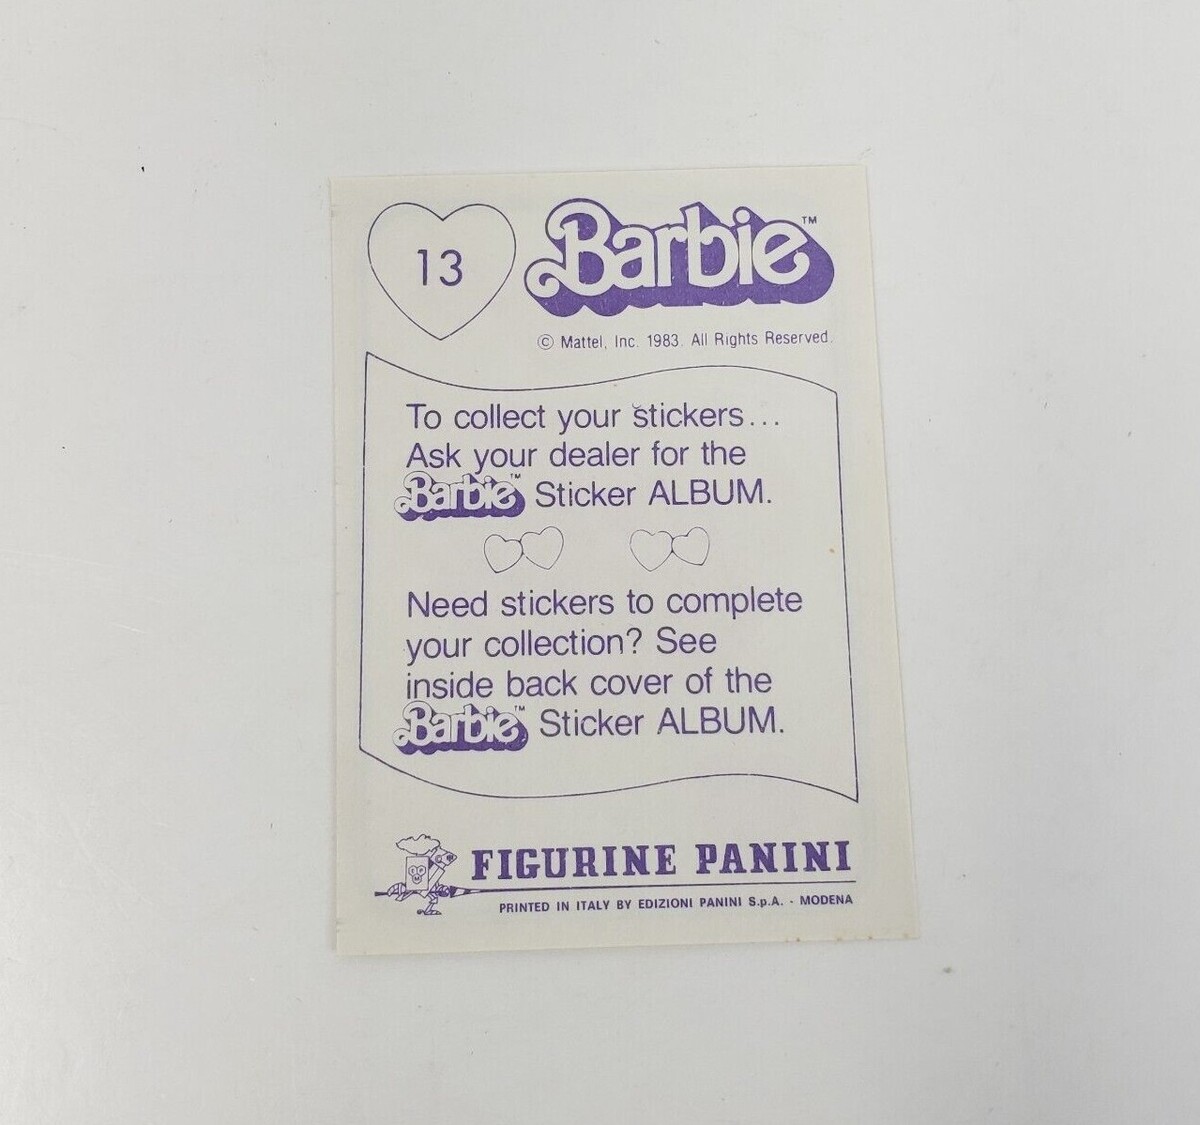 13
Barbie™
© Mattel, Inc. 1983. All Rights Reserved.
To collect your stickers...
Ask your dealer for the
Barbie™ Sticker ALBUM.
Need stickers to complete
your collection? See
inside back cover of the
Barbie™ Sticker ALBUM.
FIGURINE PANINI
PRINTED IN ITALY BY EDIZIONI PANINI S.p.A. - MODENA